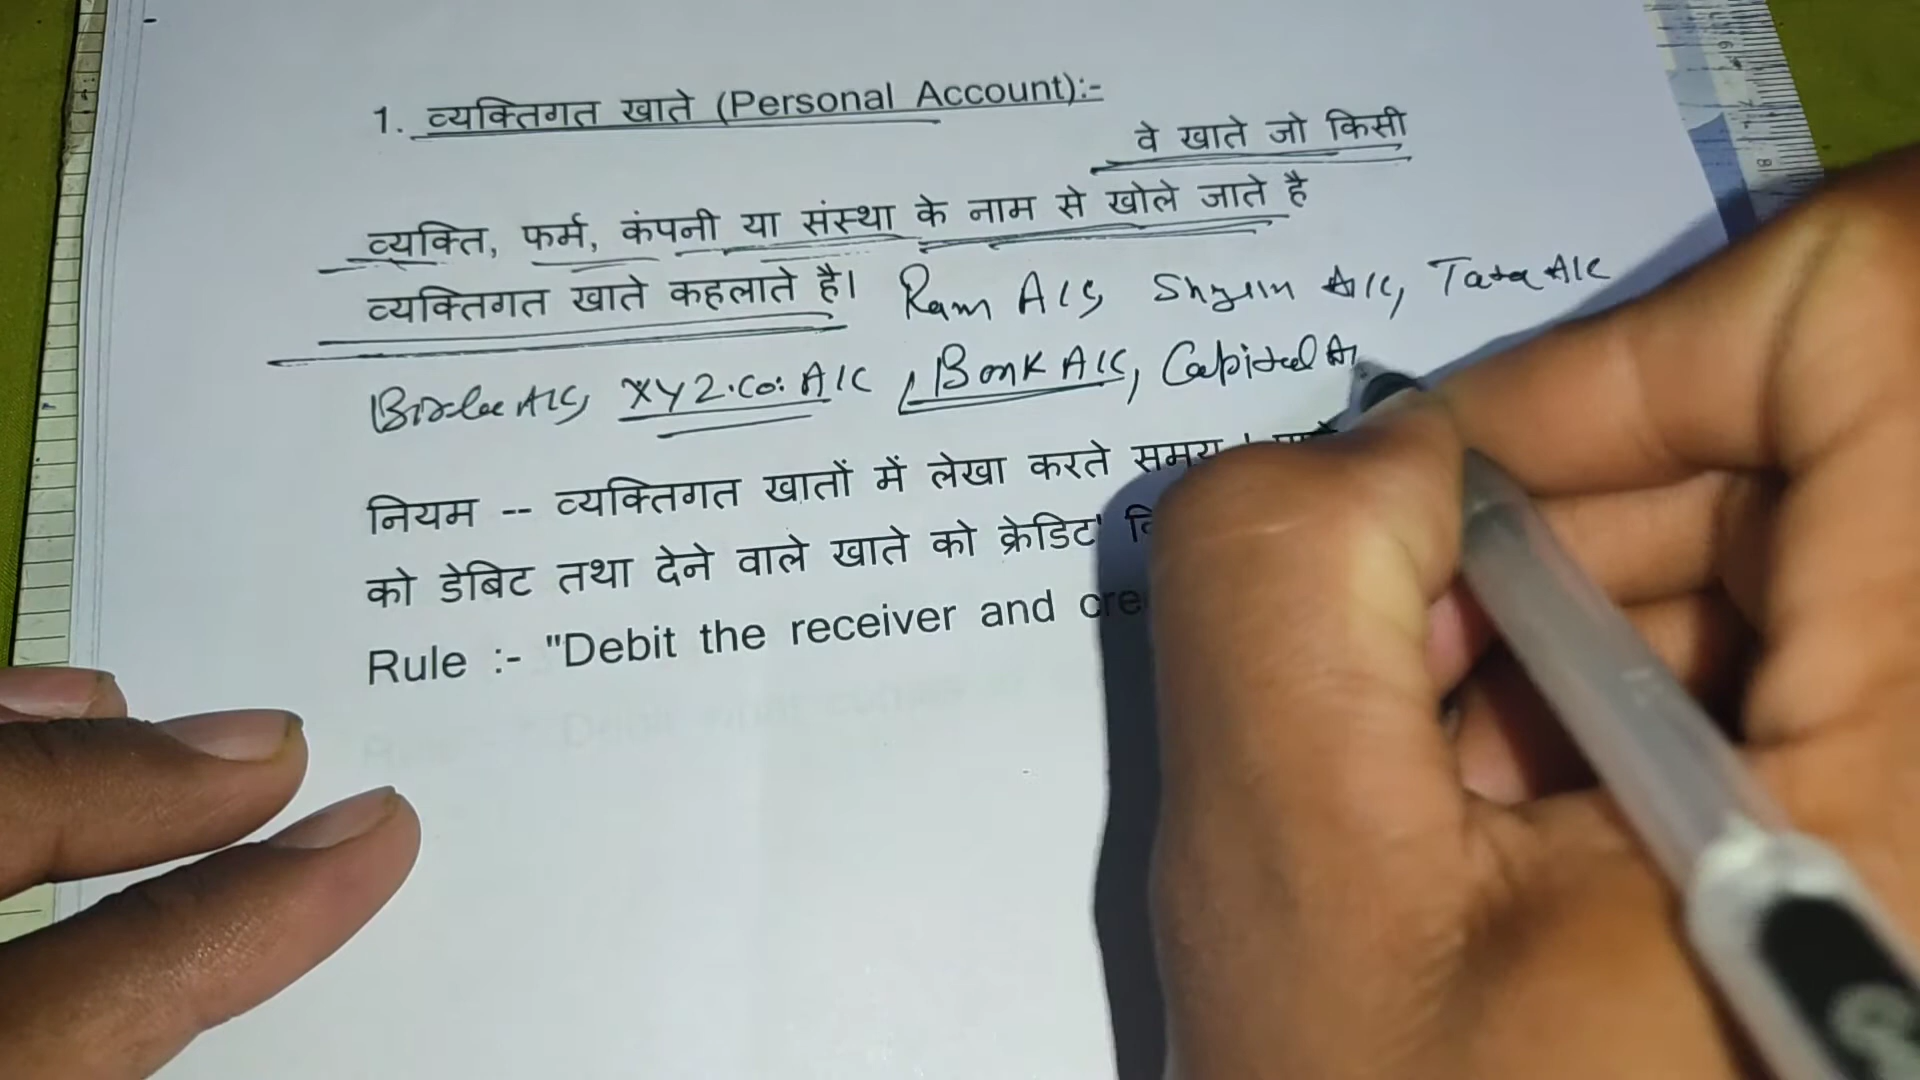 1. व्यक्तिगत खाते (Personal Account):-
वे खाते जो किसी
व्यक्ति, फर्म, कंपनी या संस्था के नाम से खोले जाते है
व्यक्तिगत खाते कहलाते है। Ram A/C, Shyam A/C, Tata A/C
Birla A/C, XYZ.Co: A/C, Bank A/C, Capital A
नियम -- व्यक्तिगत खातों में लेखा करते समय '
को डेबिट तथा देने वाले खाते को क्रेडिट'
Rule :- "Debit the receiver and cre